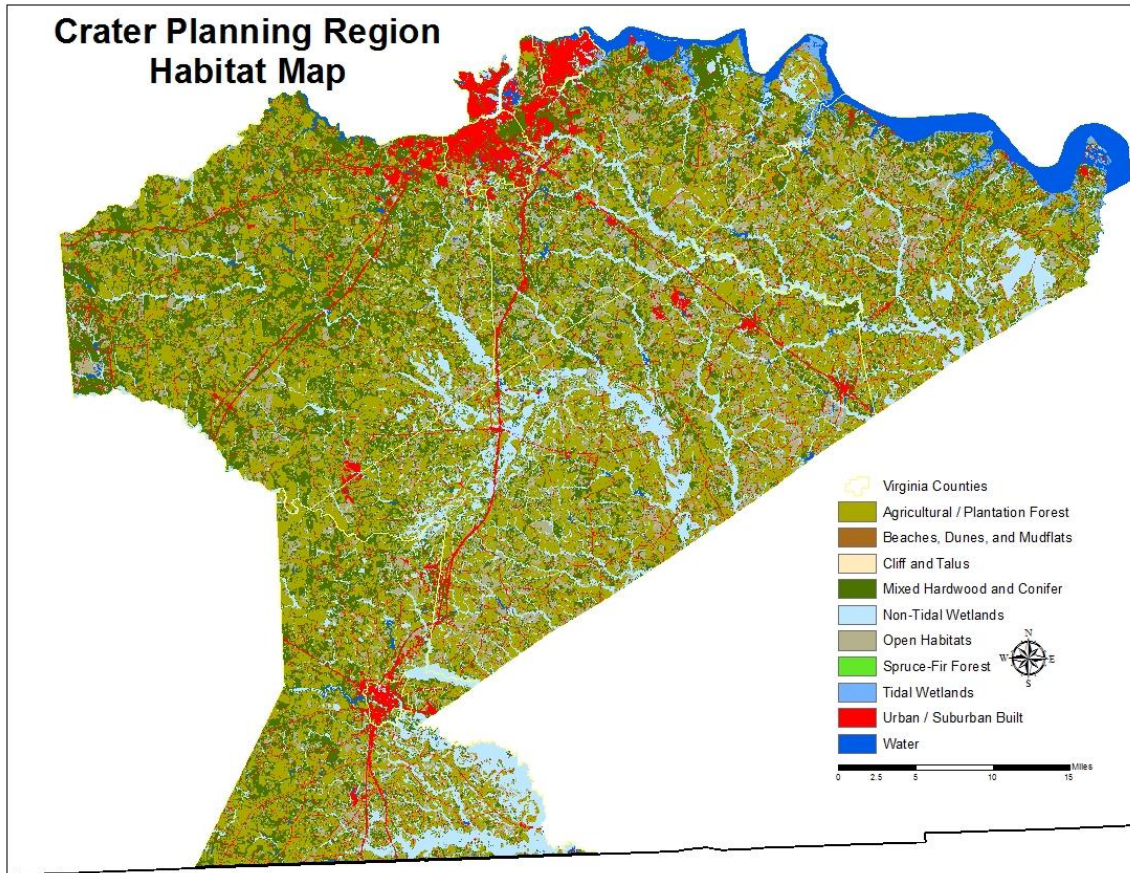 Crater Planning Region
Habitat Map
Virginia Counties
Agricultural / Plantation Forest
Beaches, Dunes, and Mudflats
Cliff and Talus
Mixed Hardwood and Conifer
Non-Tidal Wetlands
Open Habitats
Spruce-Fir Forest
Tidal Wetlands
Urban / Suburban Built
Water
N
W E
S
Miles
0 2.5 5 10 15